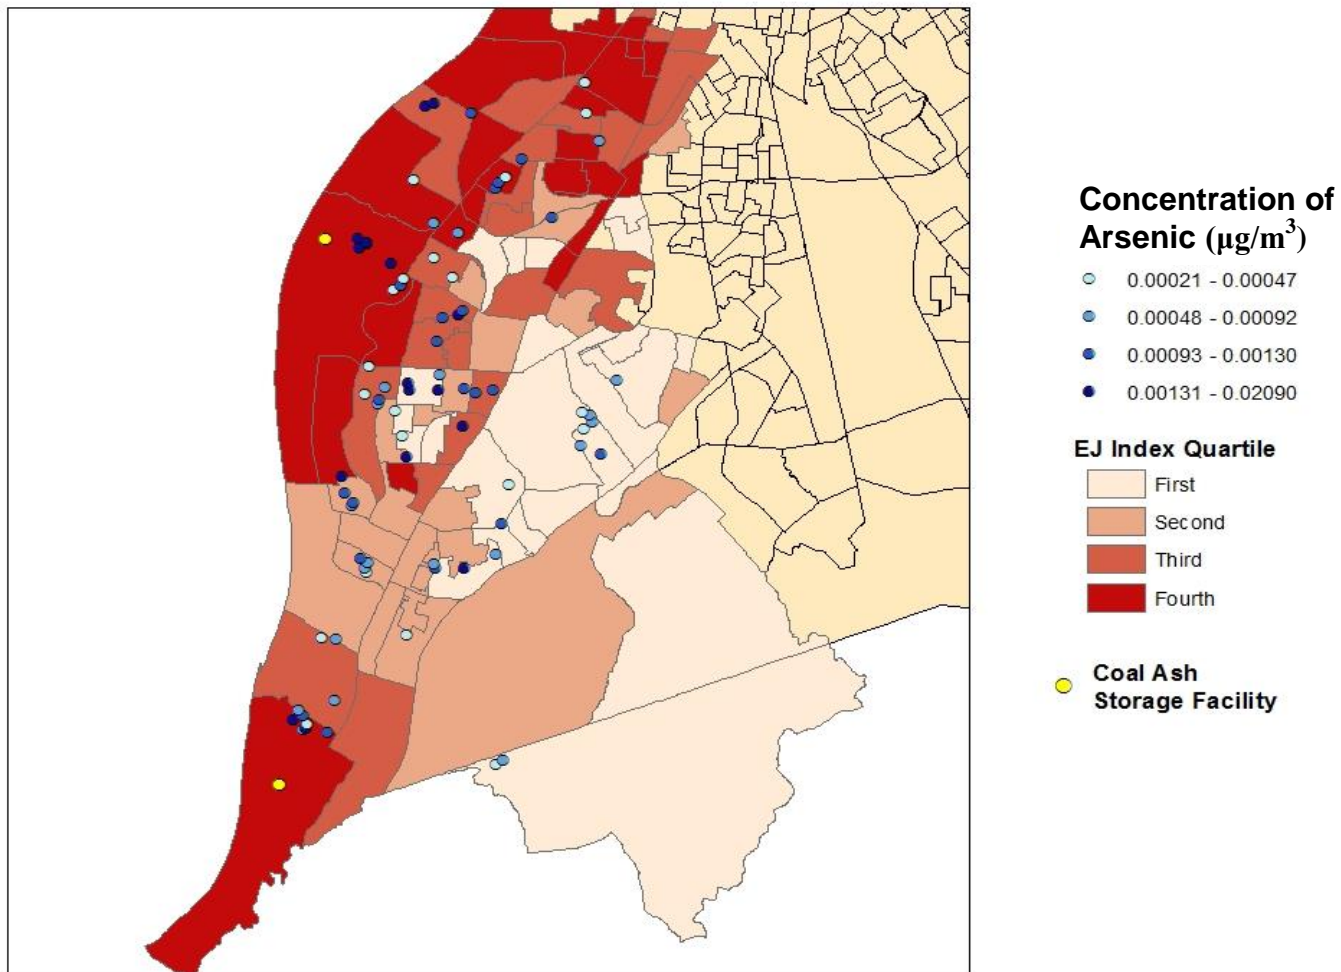 Concentration of
Arsenic (μg/m³)
0.00021 - 0.00047
0.00048 - 0.00092
0.00093 - 0.00130
0.00131 - 0.02090
EJ Index Quartile
First
Second
Third
Fourth
Coal Ash
Storage Facility